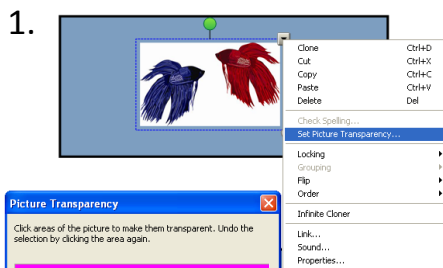 1.
Clone Ctrl+D
Cut Ctrl+X
Copy Ctrl+C
Paste Ctrl+V
Delete Del
Check Spelling...
Set Picture Transparency...
Locking
Grouping
Flip
Order
Infinite Cloner
Link...
Sound...
Properties...
Picture Transparency
Click areas of the picture to make them transparent. Undo the
selection by clicking the area again.